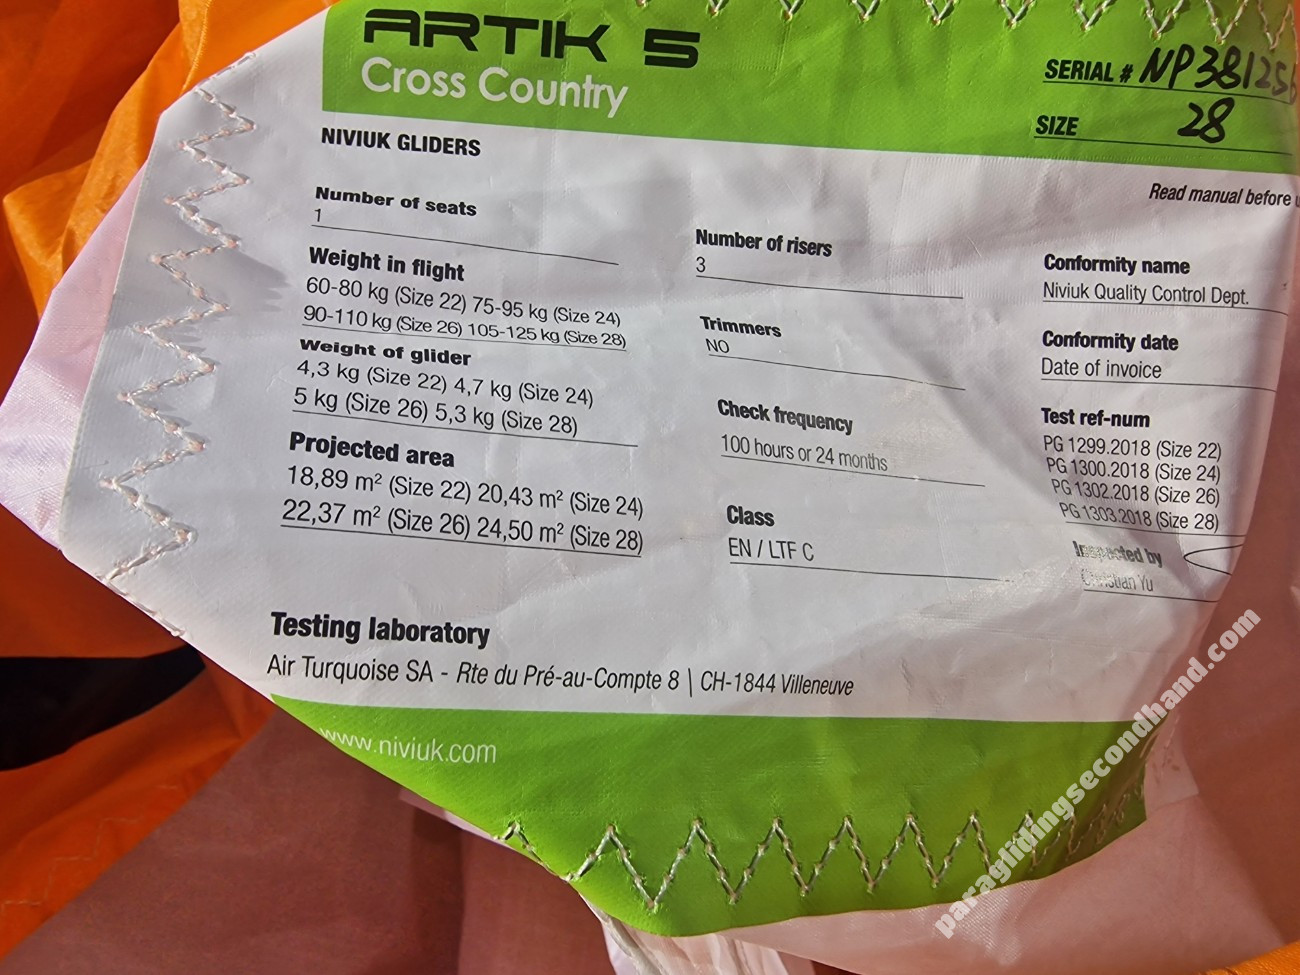 ARTIK 5
Cross Country
SERIAL # NP38125
SIZE 28
NIVIUK GLIDERS
Read manual before
Number of seats
1
Weight in flight
60-80 kg (Size 22) 75-95 kg (Size 24)
90-110 kg (Size 26) 105-125 kg (Size 28)
Weight of glider
4,3 kg (Size 22) 4,7 kg (Size 24)
5 kg (Size 26) 5,3 kg (Size 28)
Projected area
18,89 m² (Size 22) 20,43 m² (Size 24)
22,37 m² (Size 26) 24,50 m² (Size 28)
Number of risers
3
Trimmers
NO
Check frequency
100 hours or 24 months
Class
EN / LTF C
Conformity name
Niviuk Quality Control Dept.
Conformity date
Date of invoice
Test ref-num
PG 1299.2018 (Size 22)
PG 1300.2018 (Size 24)
PG 1302.2018 (Size 26)
PG 1303.2018 (Size 28)
Inspected by
Christian Yu
Testing laboratory
Air Turquoise SA - Rte du Pré-au-Compte 8 | CH-1844 Villeneuve
www.niviuk.com
paraglidingsecondhand.com